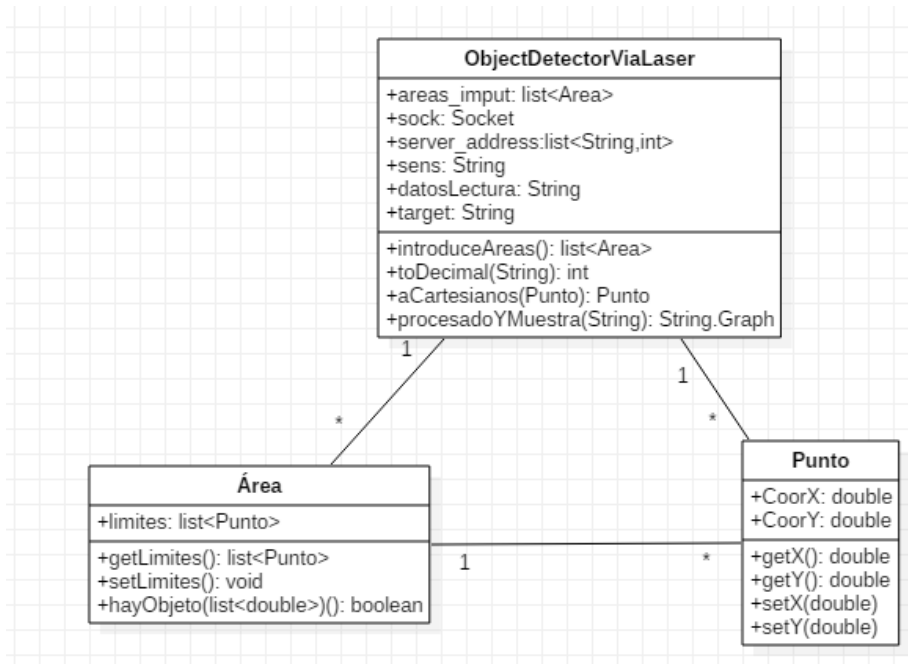 ObjectDetectorViaLaser
+areas_imput: list<Area>
+sock: Socket
+server_address:list<String,int>
+sens: String
+datosLectura: String
+target: String
+introduceAreas(): list<Area>
+toDecimal(String): int
+aCartesianos(Punto): Punto
+procesadoYMuestra(String): String.Graph
1
*
1
*
Área
+limites: list<Punto>
+getLimites(): list<Punto>
+setLimites(): void
+hayObjeto(list<double>)(): boolean
1
*
Punto
+CoorX: double
+CoorY: double
+getX(): double
+getY(): double
+setX(double)
+setY(double)